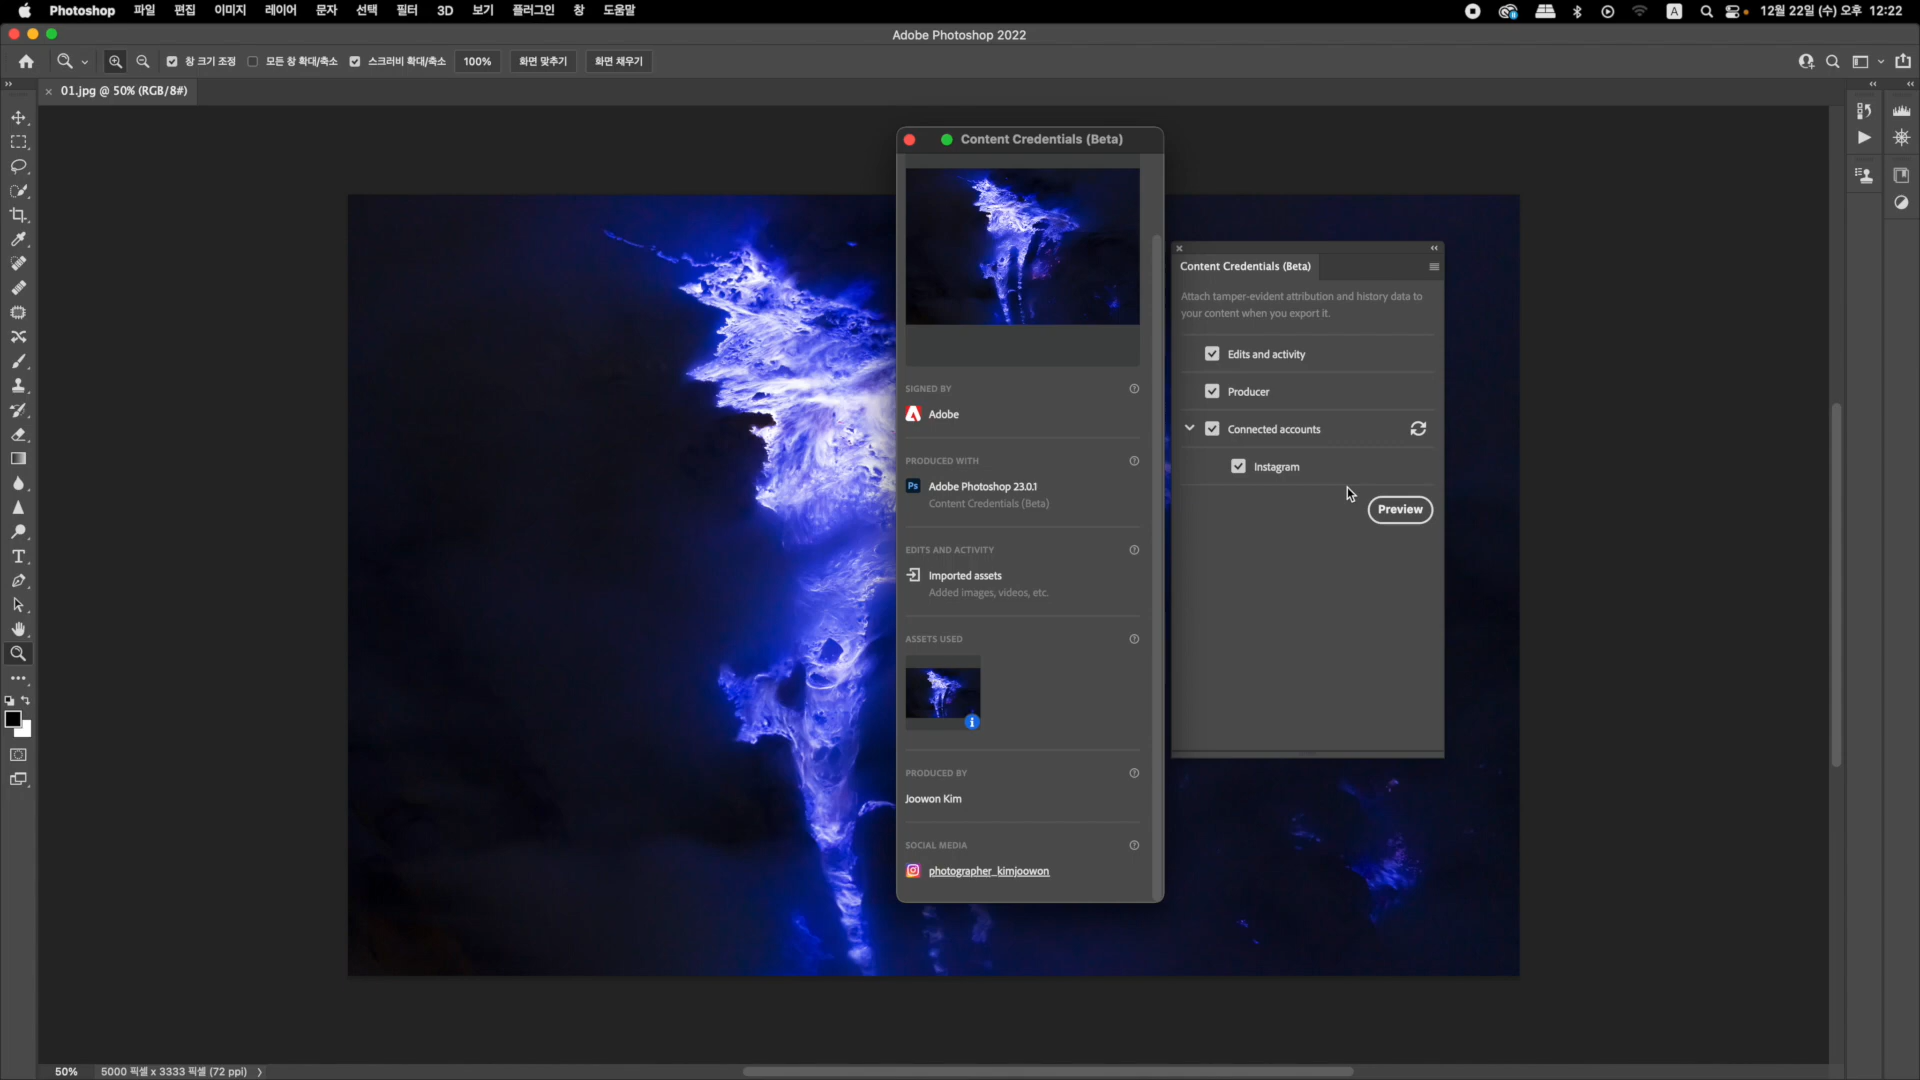 Photoshop 파일 편집 이미지 레이어 문자 선택 필터 3D 보기 플러그인 창 도움말
A 12월 22일 (수) 오후 12:22
Adobe Photoshop 2022
창 크기 조정 모든 창 확대/축소 스크러비 확대/축소 100% 화면 맞추기 화면 채우기
01.jpg @ 50% (RGB/8#)
Content Credentials (Beta)
SIGNED BY
Adobe
PRODUCED WITH
Ps Adobe Photoshop 23.0.1
Content Credentials (Beta)
EDITS AND ACTIVITY
Imported assets
Added images, videos, etc.
ASSETS USED
PRODUCED BY
Joowon Kim
SOCIAL MEDIA
photographer_kimjoowon
Content Credentials (Beta)
Attach tamper-evident attribution and history data to
your content when you export it.
Edits and activity
Producer
Connected accounts
Instagram
Preview
50% 5000 픽셀 x 3333 픽셀 (72 ppi)